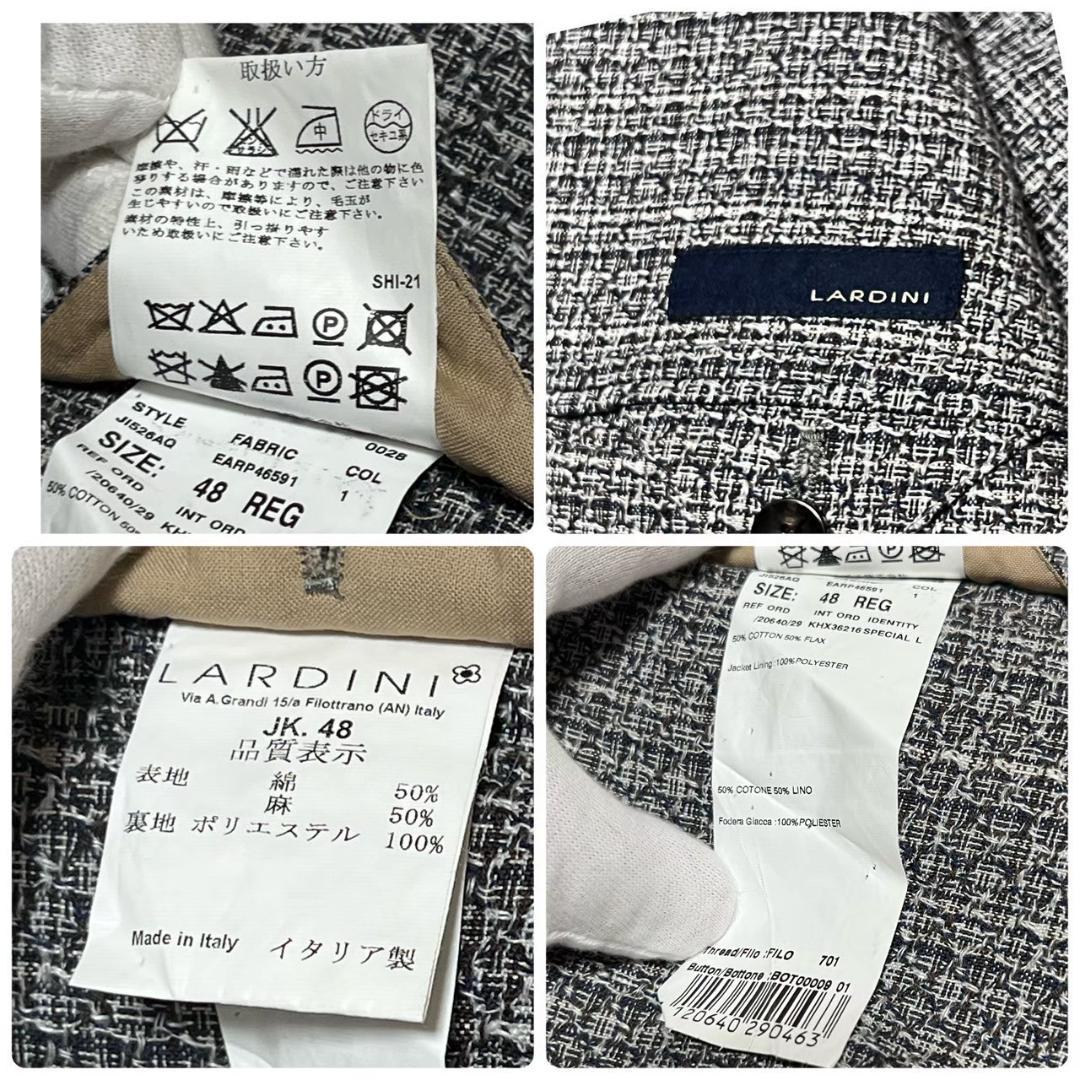 取扱い方
中
ドライ
セキユ系
摩擦や、汗・雨などで濡れた際は他の物に色
移りする場合がありますので、ご注意下さい
この素材は、摩擦等により、毛玉が
生じやすいので取扱いにご注意下さい。
素材の特性上、引っ掛りやす
いため取扱いにご注意下さい。
SHI-21
P
P
STYLE FABRIC 0028
JI526AQ EARP46591 COL
SIZE: 48 REG 1
REF ORD INT ORD
/20640/29 KHX
50% COTTON 50%
LARDINI
LARDINI
Via A.Grandi 15/a Filottrano (AN) Italy
JK. 48
品質表示
表地 綿 50%
麻 50%
裏地 ポリエステル 100%
Made in Italy イタリア製
JI526AQ EARP46591 COL
SIZE: 48 REG 1
REF ORD INT ORD IDENTITY
/20640/29 KHX36216 SPECIAL L
50% COTTON 50% FLAX
Jacket Lining :100%POLYESTER
50% COTONE 50% LINO
Fodera Giacca :100%POLIESTER
Thread/Filo :FILO 701
Button/Bottone :BOT00009 01
120640 290463